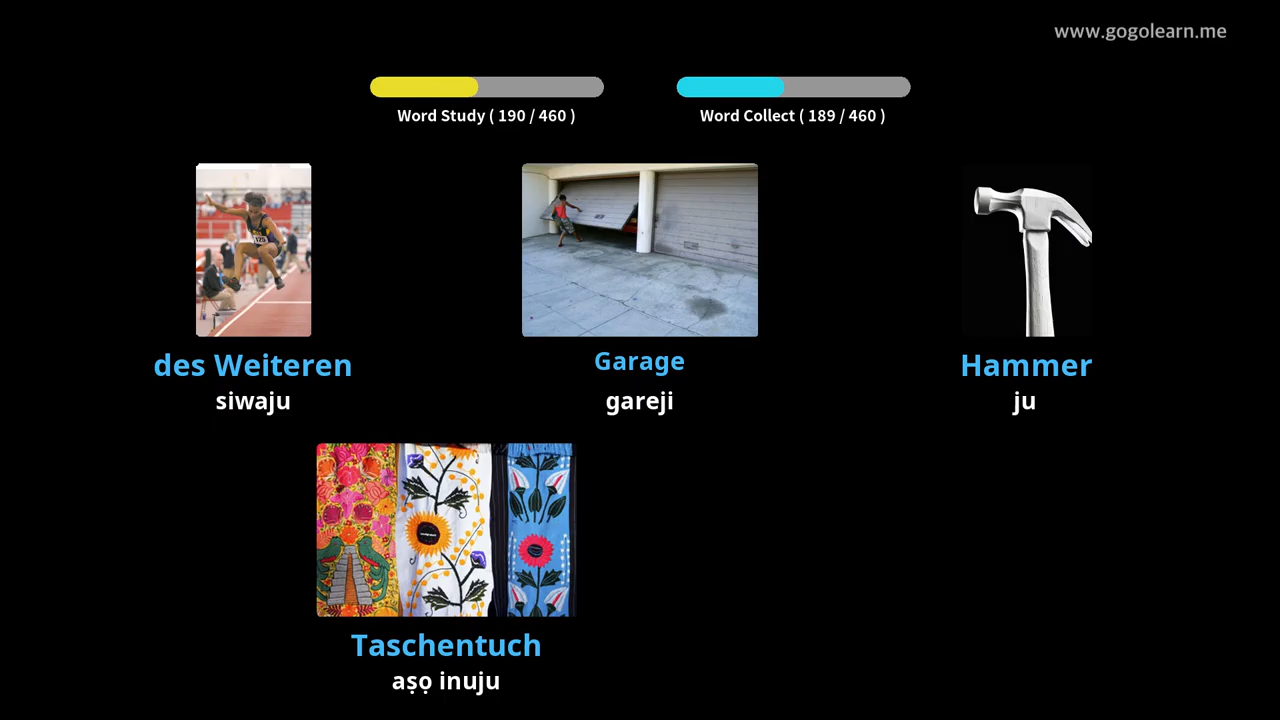 www.gogolearn.me
Word Study ( 190 / 460 )
Word Collect ( 189 / 460 )
des Weiteren
siwaju
Garage
gareji
Hammer
ju
Taschentuch
aṣọ inuju